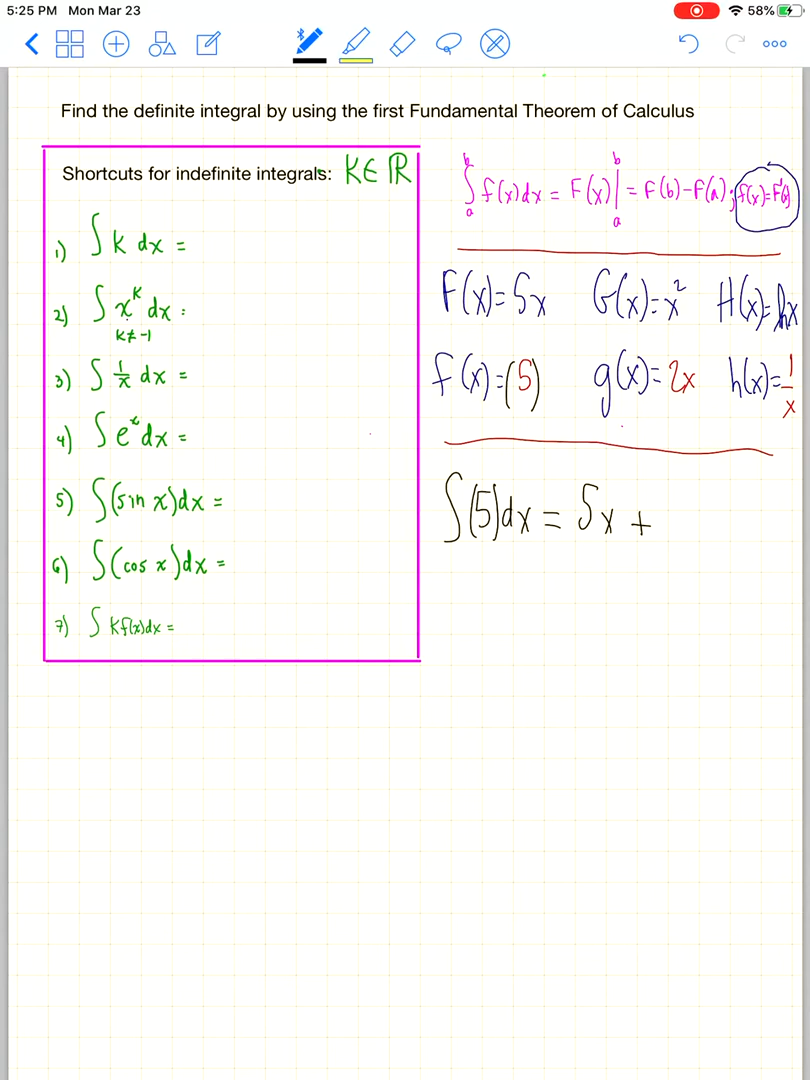 5:25 PM Mon Mar 23 58%
Find the definite integral by using the first Fundamental Theorem of Calculus
Shortcuts for indefinite integrals: K∈ℝ
1) ∫ k dx =
2) ∫ x^k dx =
k≠-1
3) ∫ 1/x dx =
4) ∫ e^x dx =
5) ∫(sin x)dx =
6) ∫(cos x)dx =
7) ∫ Kf(x)dx =
∫_a^b f(x)dx = F(x)|_a^b = F(b)-F(a); f(x)=F'(x)
F(x)=5x G(x)=x^2 H(x)=lnx
f(x)=(5) g(x)=2x h(x)=1/x
∫(5)dx = 5x +